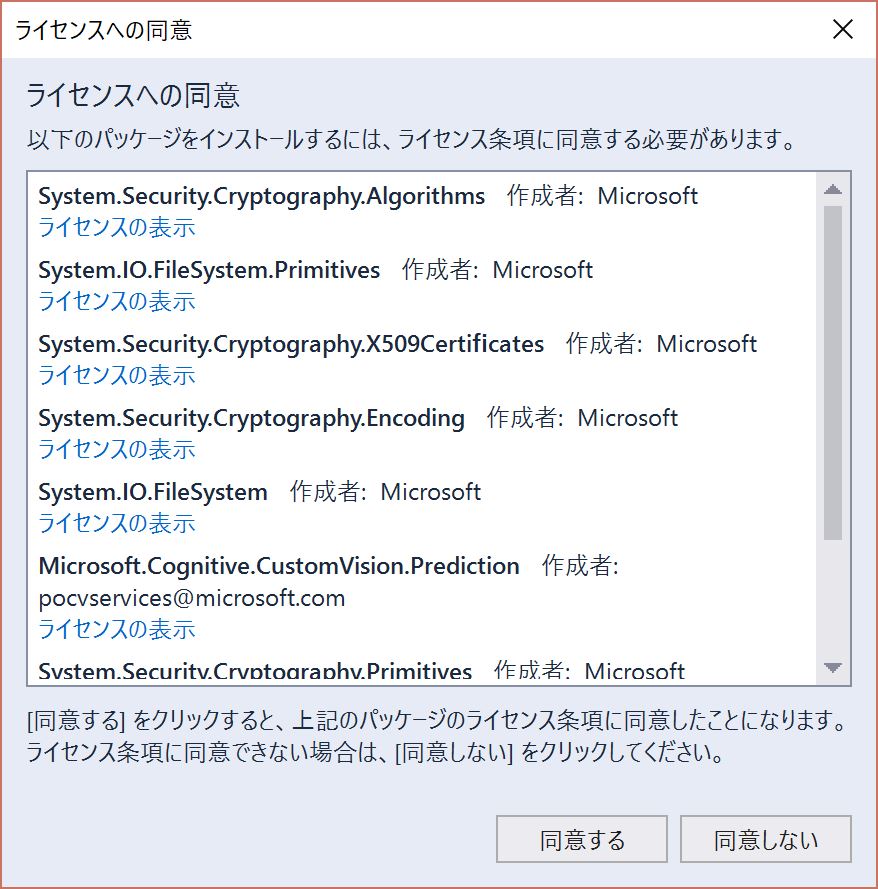 ライセンスへの同意
ライセンスへの同意
以下のパッケージをインストールするには、ライセンス条項に同意する必要があります。
System.Security.Cryptography.Algorithms 作成者: Microsoft
ライセンスの表示
System.IO.FileSystem.Primitives 作成者: Microsoft
ライセンスの表示
System.Security.Cryptography.X509Certificates 作成者: Microsoft
ライセンスの表示
System.Security.Cryptography.Encoding 作成者: Microsoft
ライセンスの表示
System.IO.FileSystem 作成者: Microsoft
ライセンスの表示
Microsoft.Cognitive.CustomVision.Prediction 作成者:
pocvservices@microsoft.com
ライセンスの表示
System.Security.Cryptography.Primitives 作成者: Microsoft
[同意する] をクリックすると、上記のパッケージのライセンス条項に同意したことになります。
ライセンス条項に同意できない場合は、[同意しない] をクリックしてください。
同意する 同意しない